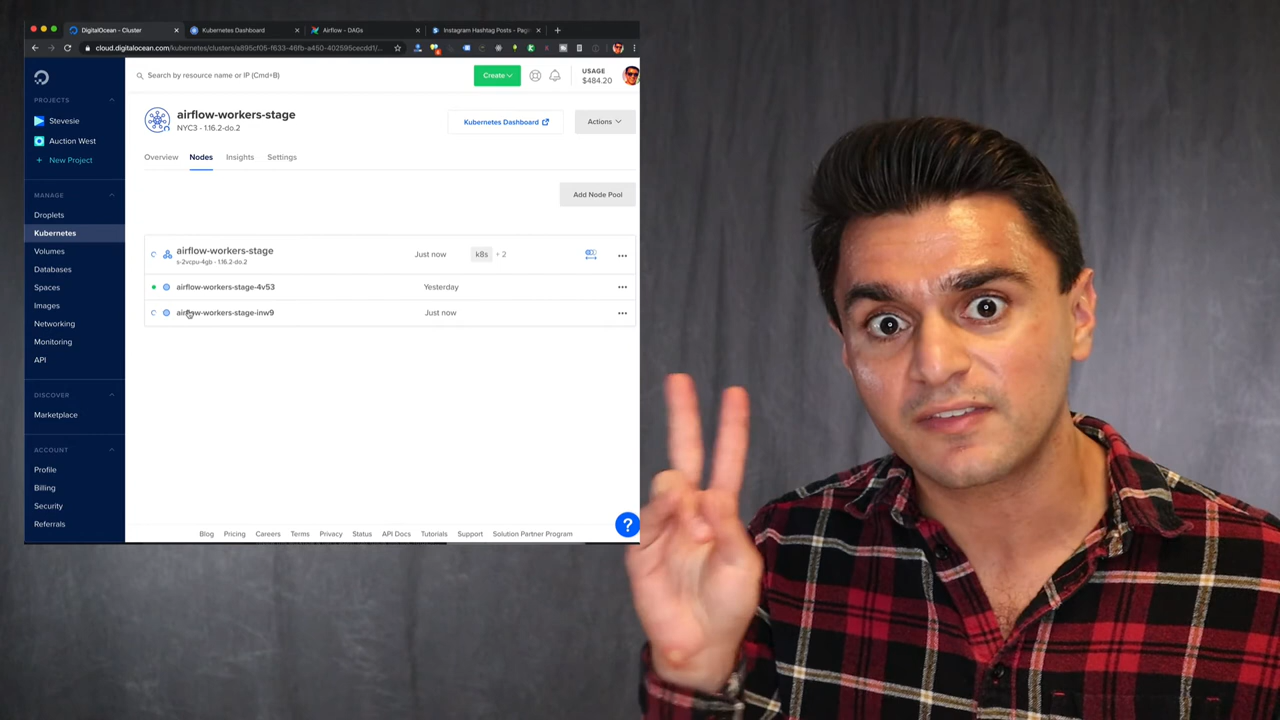 DigitalOcean - Cluster
Kubernetes Dashboard
Airflow - DAGs
Instagram Hashtag Posts - Pag
cloud.digitalocean.com/kubernetes/clusters/a895cf05-f633-46fb-a450-402595cecdd1/...
Search by resource name or IP (Cmd+B)
Create
USAGE
$484.20
PROJECTS
Stevesie
Auction West
+ New Project
MANAGE
Droplets
Kubernetes
Volumes
Databases
Spaces
Images
Networking
Monitoring
API
DISCOVER
Marketplace
ACCOUNT
Profile
Billing
Security
Referrals
airflow-workers-stage
NYC3 - 1.16.2-do.2
Kubernetes Dashboard
Actions
Overview
Nodes
Insights
Settings
Add Node Pool
airflow-workers-stage
s-2vcpu-4gb - 1.16.2-do.2
Just now
k8s + 2
airflow-workers-stage-4v53
Yesterday
airflow-workers-stage-inw9
Just now
?
Blog Pricing Careers Terms Privacy Status API Docs Tutorials Support Solution Partner Program